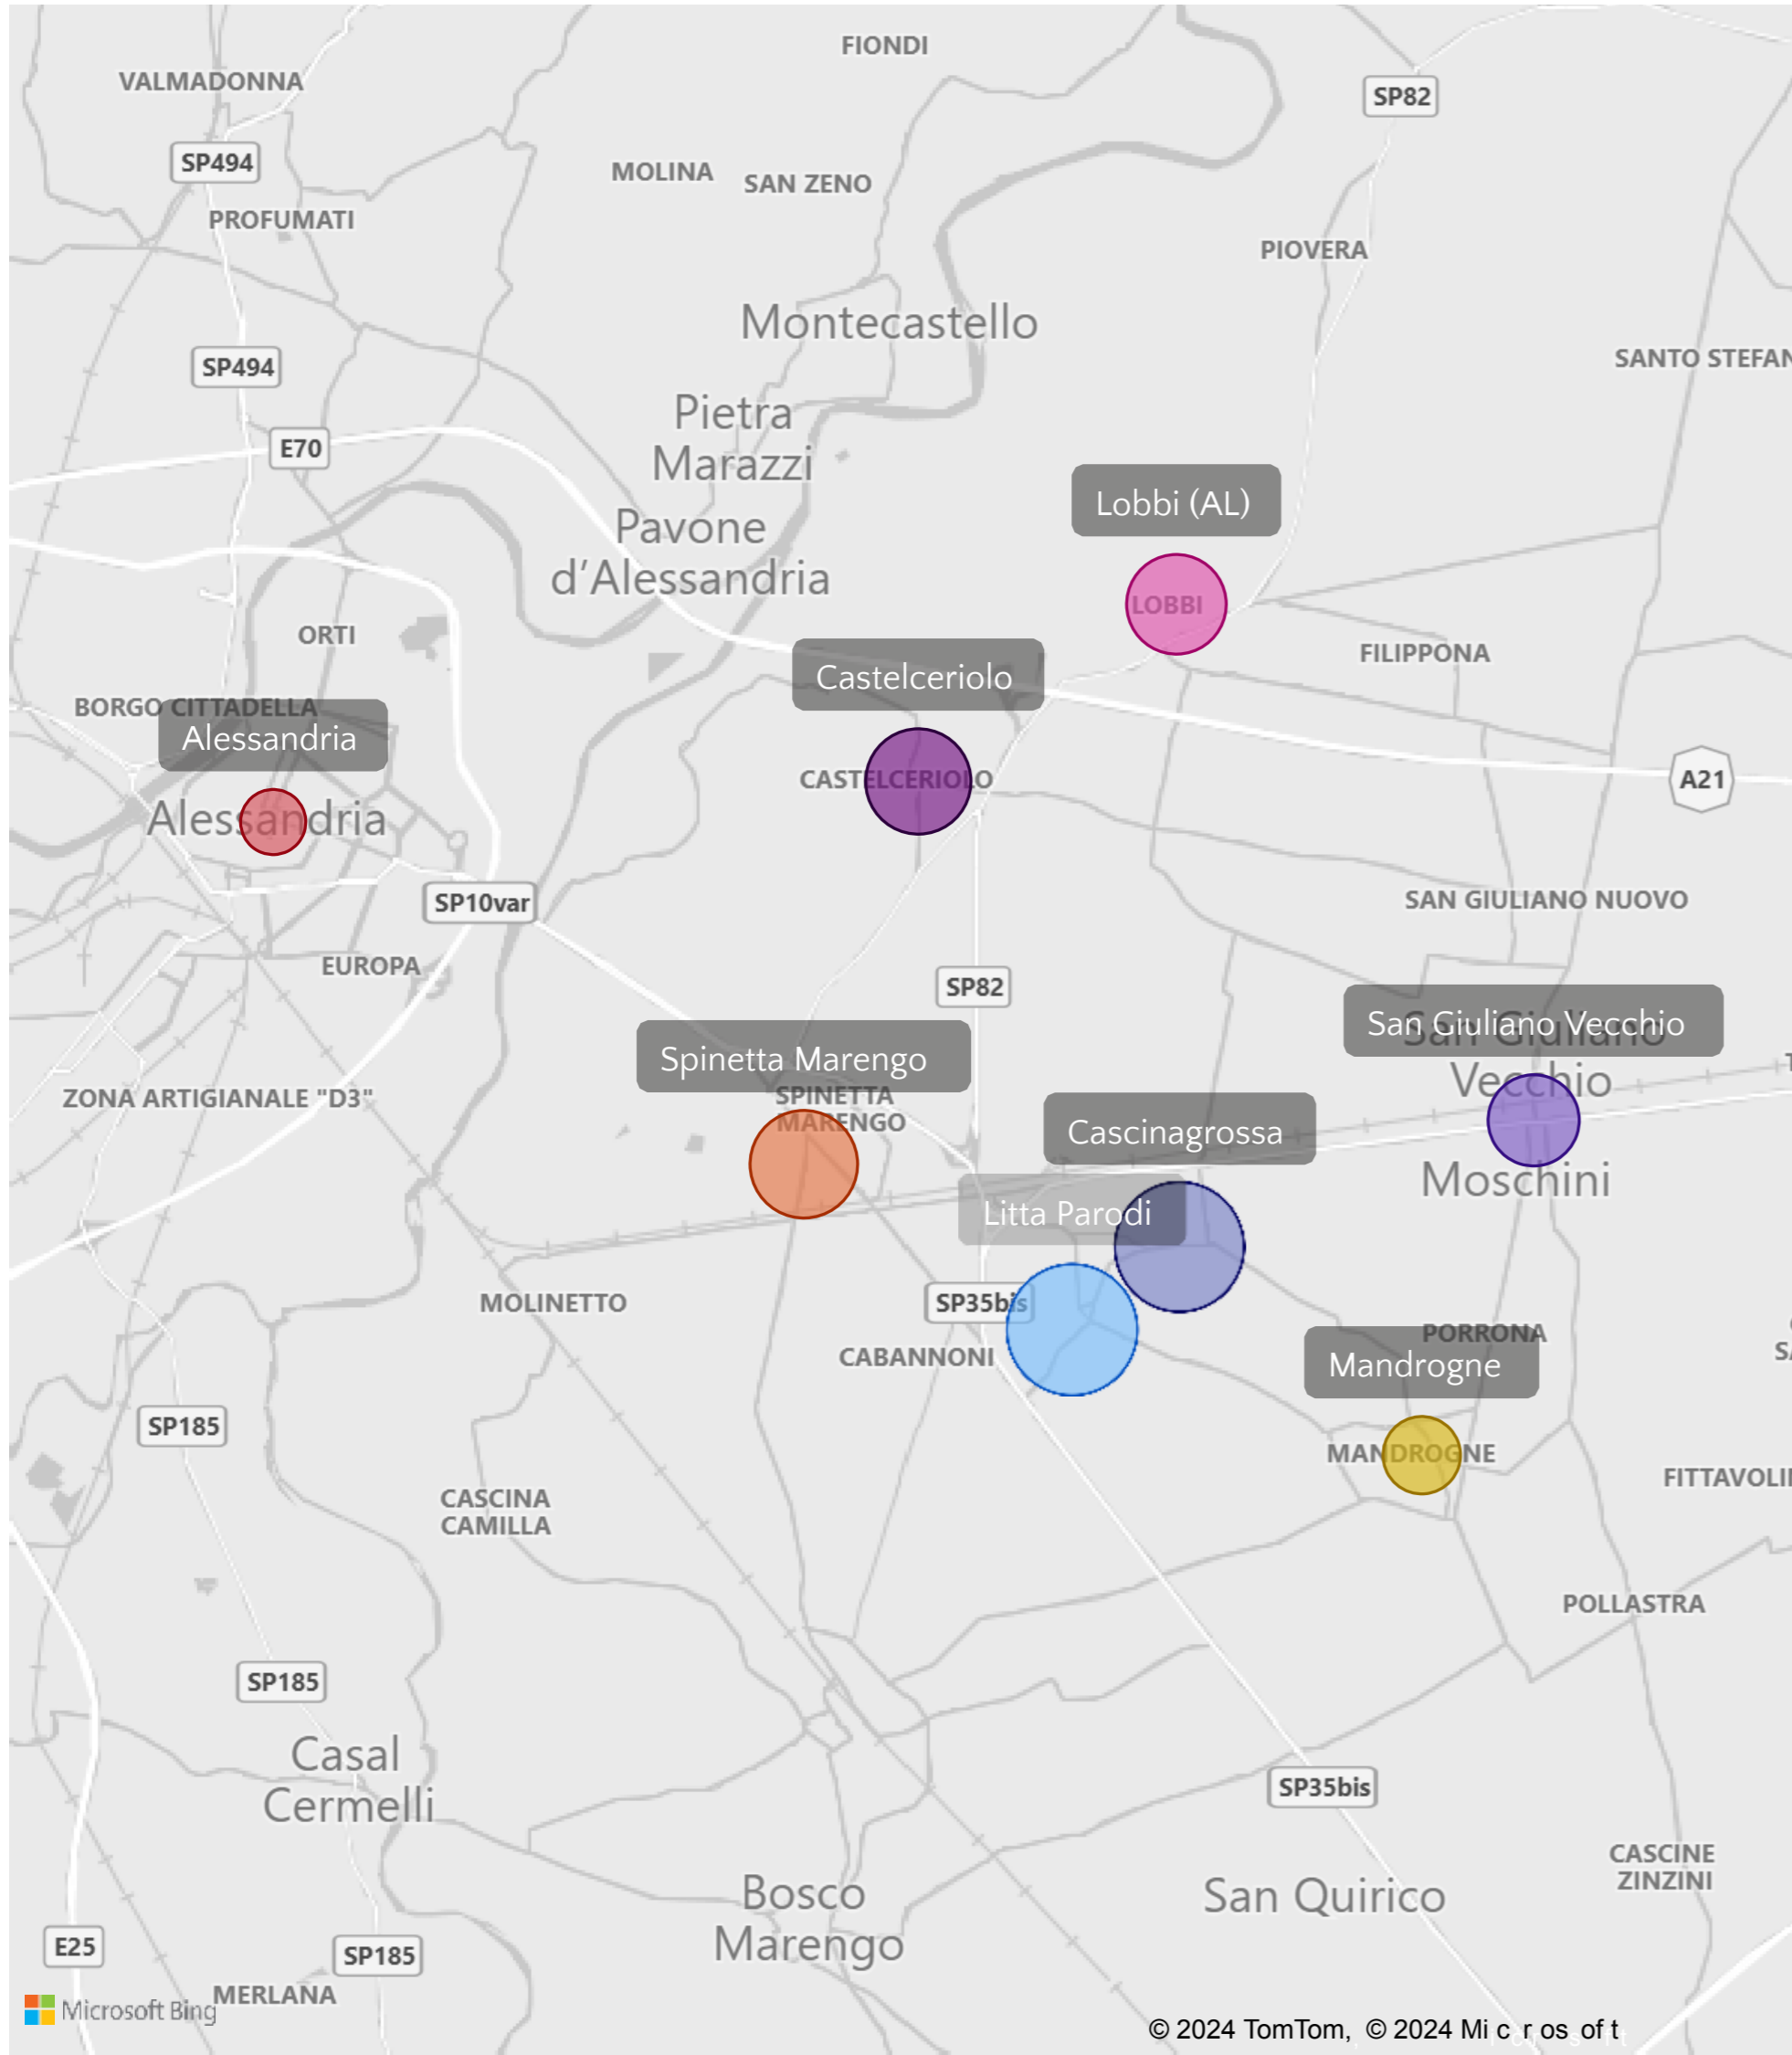 FIONDI
VALMADONNA
SP82
SP494
MOLINA
SAN ZENO
PROFUMATI
PIOVERA
Montecastello
SANTO STEFAN
SP494
Pietra
Marazzi
E70
Lobbi (AL)
Pavone
d'Alessandria
LOBBI
ORTI
FILIPPONA
Castelceriolo
BORGO CITTADELLA
Alessandria
CASTELCERIOLO
A21
Alessandria
SP10var
SAN GIULIANO NUOVO
EUROPA
SP82
San Giuliano Vecchio
San Giuliano
Vecchio
Spinetta Marengo
SPINETTA
MARENGO
ZONA ARTIGIANALE "D3"
Cascinagrossa
Moschini
Litta Parodi
MOLINETTO
SP35bis
PORRONA
CABANNONI
Mandrogne
SP185
MANDROGNE
FITTAVOLI
CASCINA
CAMILLA
POLLASTRA
SP185
Casal
Cermelli
SP35bis
CASCINE
ZINZINI
Bosco
Marengo
San Quirico
E25
SP185
MERLANA
Microsoft Bing
© 2024 TomTom, © 2024 Microsoft